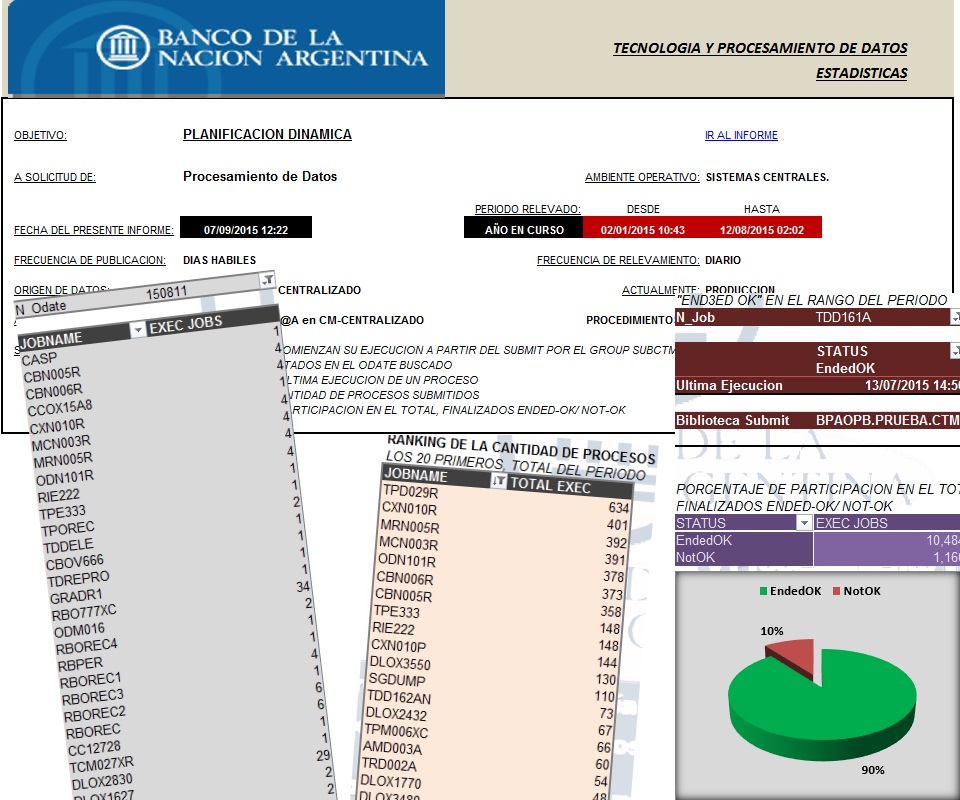 BANCO DE LA
NACION ARGENTINA
TECNOLOGIA Y PROCESAMIENTO DE DATOS
ESTADISTICAS
OBJETIVO: PLANIFICACION DINAMICA IR AL INFORME
A SOLICITUD DE: Procesamiento de Datos AMBIENTE OPERATIVO: SISTEMAS CENTRALES.
PERIODO RELEVADO: DESDE HASTA
FECHA DEL PRESENTE INFORME: 07/09/2015 12:22 AÑO EN CURSO 02/01/2015 10:43 12/08/2015 02:02
FRECUENCIA DE PUBLICACION: DIAS HABILES FRECUENCIA DE RELEVAMIENTO: DIARIO
ORIGEN DE DATOS: CENTRALIZADO ACTUALMENTE: PRODUCCION
@A en CM-CENTRALIZADO PROCEDIMIENTO
OMIENZAN SU EJECUCION A PARTIR DEL SUBMIT POR EL GROUP SUBCTM
TADOS EN EL ODATE BUSCADO
LTIMA EJECUCION DE UN PROCESO
NTIDAD DE PROCESOS SUBMITIDOS
RTICIPACION EN EL TOTAL, FINALIZADOS ENDED-OK/ NOT-OK
N_Odate 150811
JOBNAME EXEC JOBS
CASP 1
CBN005R 4
CBN006R 4
CCOX15A8 1
CXN010R 4
MCN003R 4
MRN005R 4
ODN101R 4
RIE222 1
TPE333 1
TPOREC 2
TDDELE 1
CBOV666 1
TDREPRO 1
GRADR1 1
RBO777XC 34
ODM016 2
RBOREC4 1
RBPER 1
RBOREC1 4
RBOREC3 1
RBOREC2 6
RBOREC 6
CC12728 1
TCM027XR 1
DLOX2830 29
DLOX1627 2
2
RANKING DE LA CANTIDAD DE PROCESOS
LOS 20 PRIMEROS, TOTAL DEL PERIODO
JOBNAME TOTAL EXEC
TPD029R 634
CXN010R 401
MRN005R 392
MCN003R 391
ODN101R 378
CBN006R 373
CBN005R 358
TPE333 148
RIE222 148
CXN010P 144
DLOX3550 130
SGDUMP 110
TDD162AN 73
DLOX2432 67
TPM006XC 66
AMD003A 60
TRD002A 54
DLOX1770 48
DLOX3480
"END3ED OK" EN EL RANGO DEL PERIODO
N_Job TDD161A
STATUS
EndedOK
Ultima Ejecucion 13/07/2015 14:50
Biblioteca Submit BPAOPB.PRUEBA.CTM
DE LA
GENTINA
PORCENTAJE DE PARTICIPACION EN EL TOT
FINALIZADOS ENDED-OK/ NOT-OK
STATUS EXEC JOBS
EndedOK 10,484
NotOK 1,160
EndedOK NotOK
10%
90%